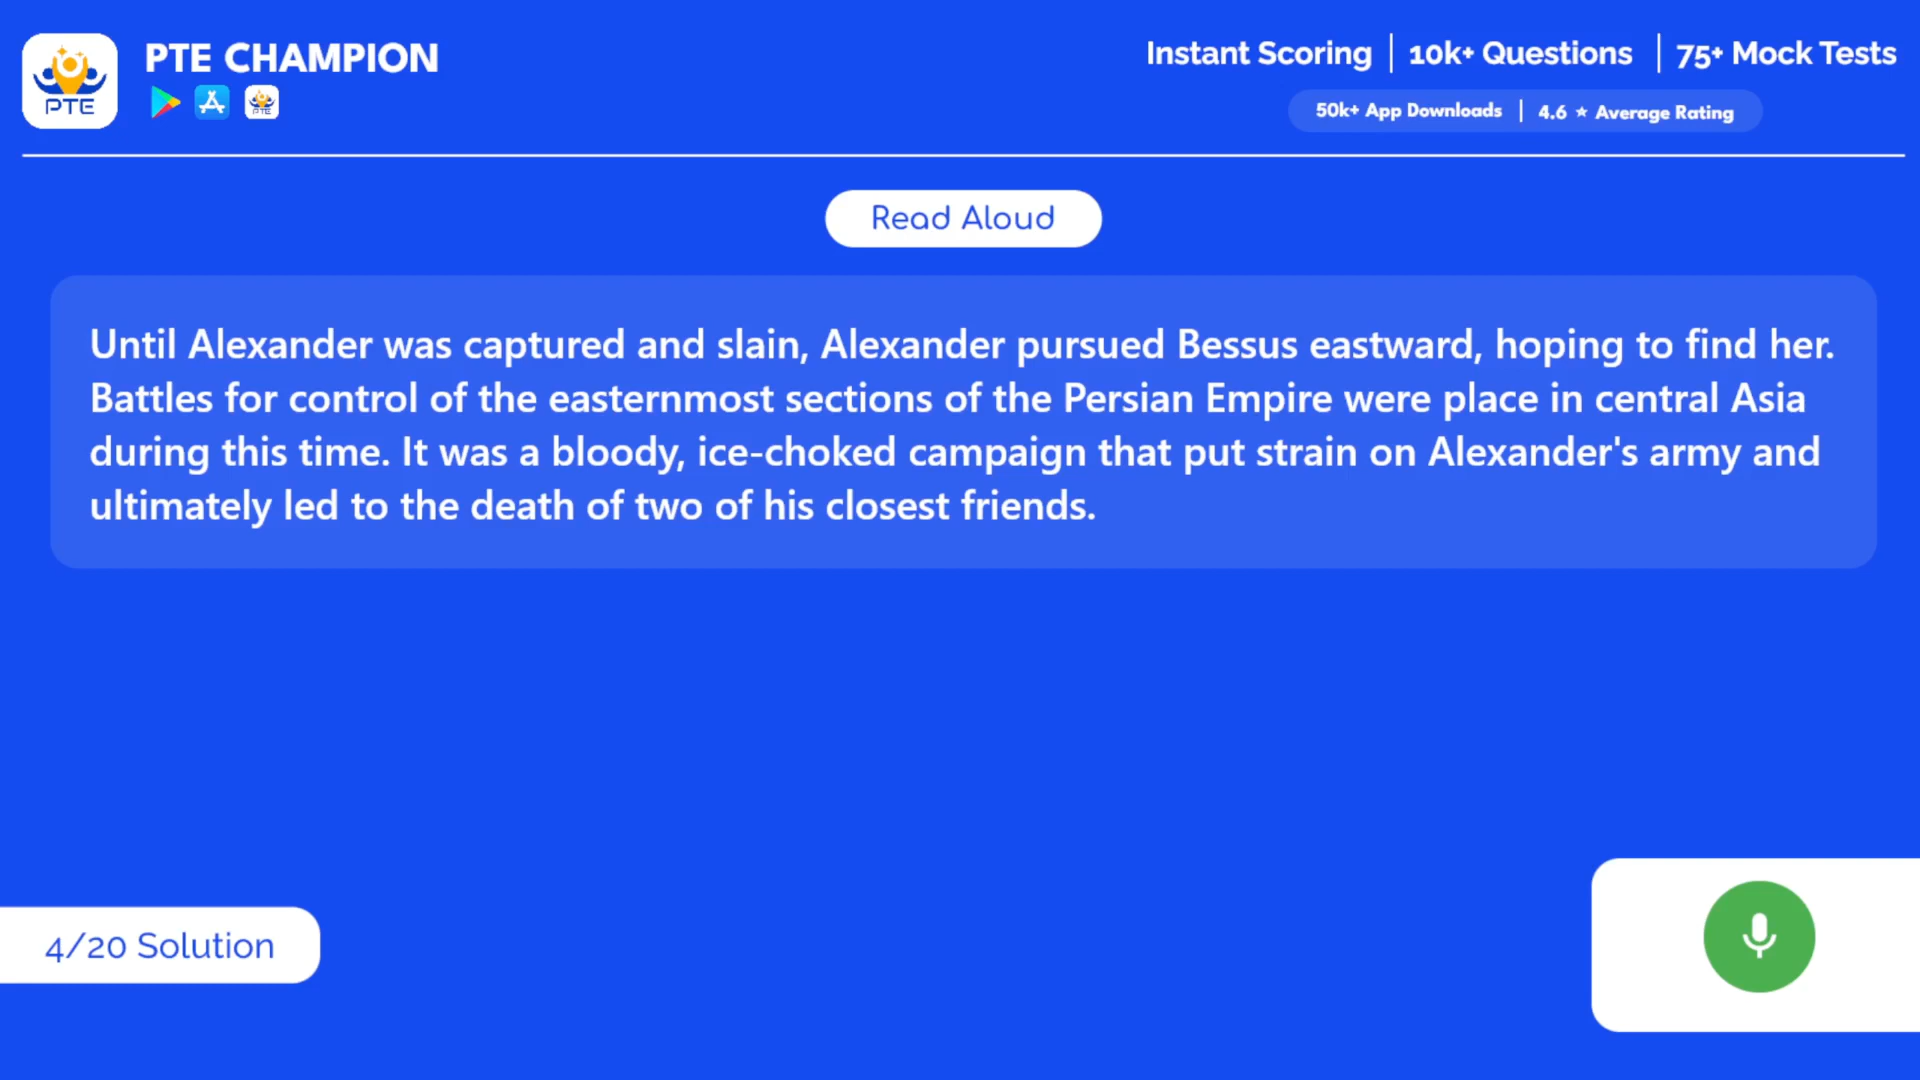 PTE CHAMPION
PTE
PTE
Instant Scoring | 10k+ Questions | 75+ Mock Tests
50k+ App Downloads | 4.6 ★ Average Rating
Read Aloud
Until Alexander was captured and slain, Alexander pursued Bessus eastward, hoping to find her.
Battles for control of the easternmost sections of the Persian Empire were place in central Asia
during this time. It was a bloody, ice-choked campaign that put strain on Alexander's army and
ultimately led to the death of two of his closest friends.
4/20 Solution